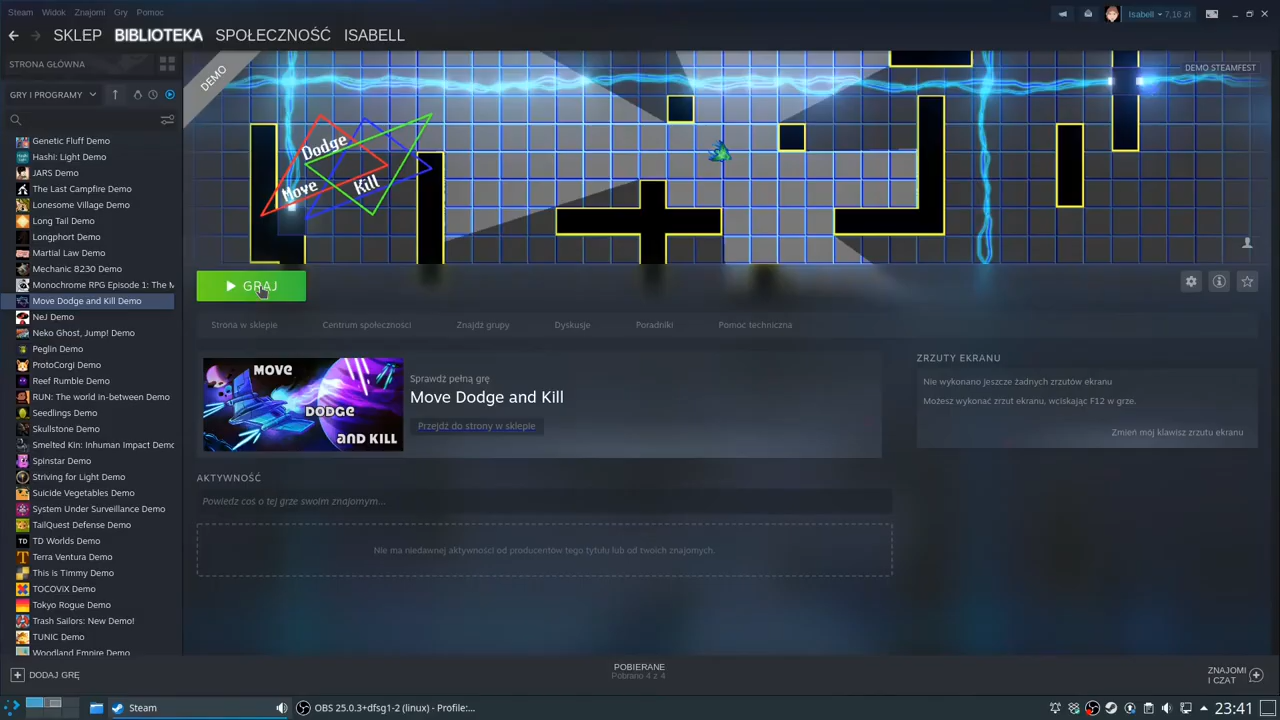 Steam Widok Znajomi Gry Pomoc
Isabell 7,16 zl
SKLEP BIBLIOTEKA SPOŁECZNOŚĆ ISABELL
STRONA GŁÓWNA
GRY I PROGRAMY
Genetic Fluff Demo
Hashi: Light Demo
JARS Demo
The Last Campfire Demo
Lonesome Village Demo
Long Tail Demo
Longphort Demo
Martial Law Demo
Mechanic 8230 Demo
Monochrome RPG Episode 1: The M
Move Dodge and Kill Demo
NeJ Demo
Neko Ghost, Jump! Demo
Peglin Demo
ProtoCorgi Demo
Reef Rumble Demo
RUN: The world in-between Demo
Seedlings Demo
Skullstone Demo
Smelted Kin: Inhuman Impact Demo
Spinstar Demo
Striving for Light Demo
Suicide Vegetables Demo
System Under Surveillance Demo
TailQuest Defense Demo
TD Worlds Demo
Terra Ventura Demo
This is Timmy Demo
TOCOViX Demo
Tokyo Rogue Demo
Trash Sailors: New Demo!
TUNIC Demo
Woodland Empire Demo
DODAJ GRĘ
DEMO
DEMO STEAMFEST
Dodge
Move
Kill
GRAJ
Strona w sklepie Centrum społeczności Znajdź grupy Dyskusje Poradniki Pomoc techniczna
MOVE
DODGE
AND KILL
Sprawdź pełną grę
Move Dodge and Kill
Przejdź do strony w sklepie
ZRZUTY EKRANU
Nie wykonano jeszcze żadnych zrzutów ekranu
Możesz wykonać zrzut ekranu, wciskając F12 w grze.
Zmień mój klawisz zrzutu ekranu
AKTYWNOŚĆ
Powiedz coś o tej grze swoim znajomym...
Nie ma niedawnej aktywności od producentów tego tytułu lub od twoich znajomych.
POBIERANE
Pobrano 4 z 4
ZNAJOMI
I CZAT
Steam
OBS 25.0.3+dfsg1-2 (linux) - Profile:...
23:41